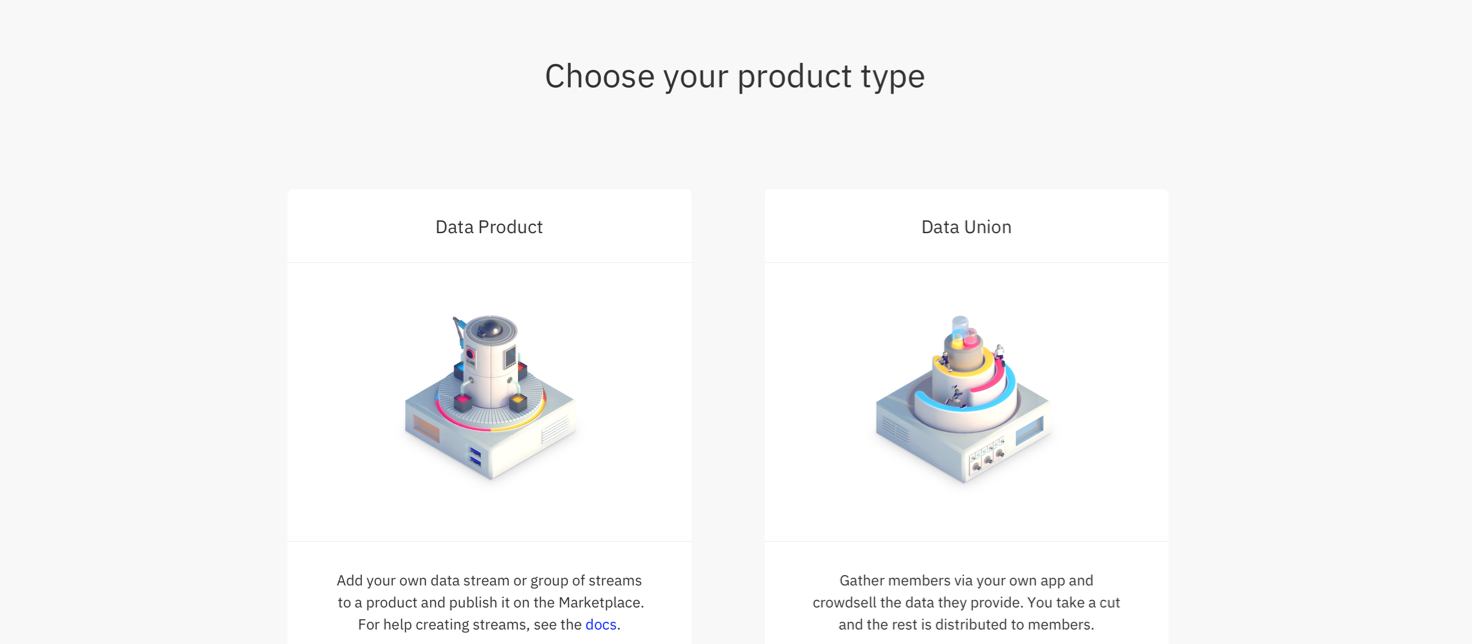 Choose your product type
Data Product
Data Union
Add your own data stream or group of streams
to a product and publish it on the Marketplace.
For help creating streams, see the docs.
Gather members via your own app and
crowdsell the data they provide. You take a cut
and the rest is distributed to members.